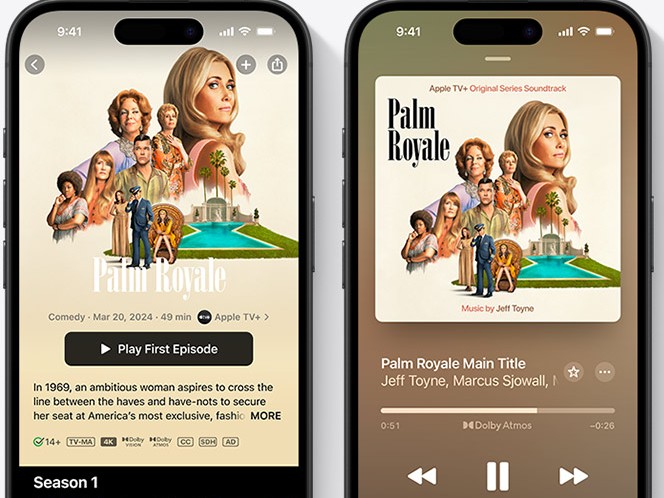 9:41
Palm Royale
Comedy · Mar 20, 2024 · 49 min Apple TV+ >
Play First Episode
In 1969, an ambitious woman aspires to cross the
line between the haves and have-nots to secure
her seat at America's most exclusive, fashio MORE
14+ TV-MA 4K Dolby VISION Dolby ATMOS CC SDH AD
Season 1
9:41
Apple TV+ Original Series Soundtrack
Palm
Royale
Music by Jeff Toyne
Palm Royale Main Title
Jeff Toyne, Marcus Sjowall,
0:51 Dolby Atmos -0:26